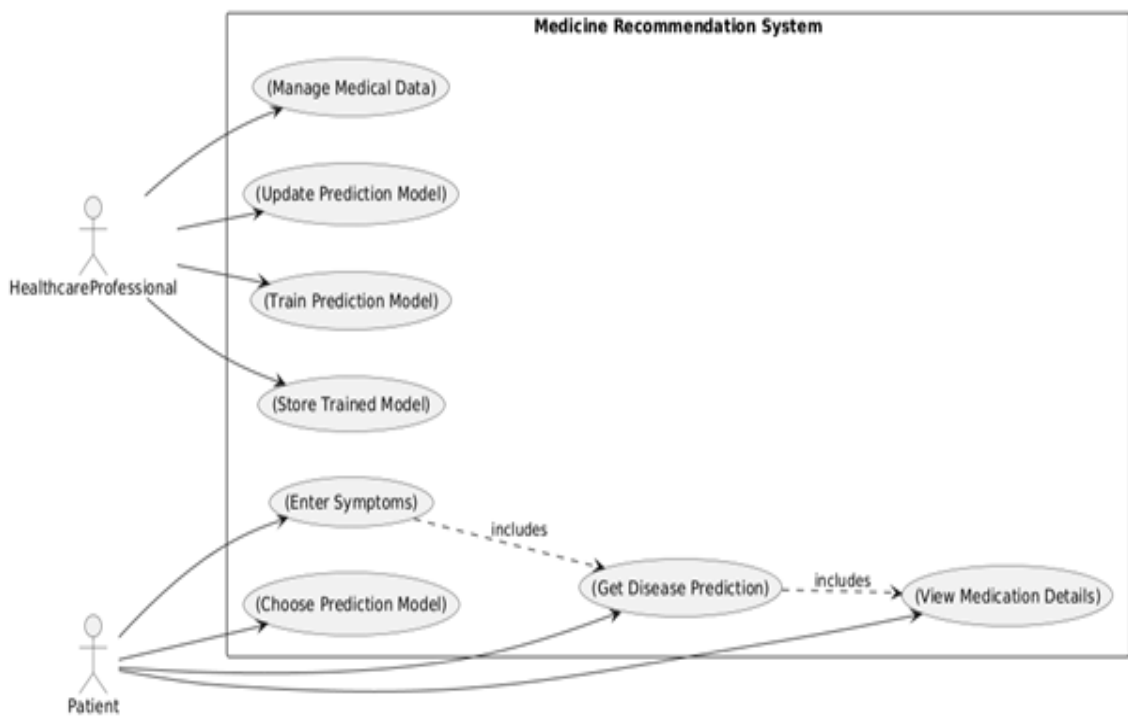 Medicine Recommendation System
(Manage Medical Data)
(Update Prediction Model)
HealthcareProfessional
(Train Prediction Model)
(Store Trained Model)
(Enter Symptoms)
includes
(Get Disease Prediction)
includes
(View Medication Details)
(Choose Prediction Model)
Patient